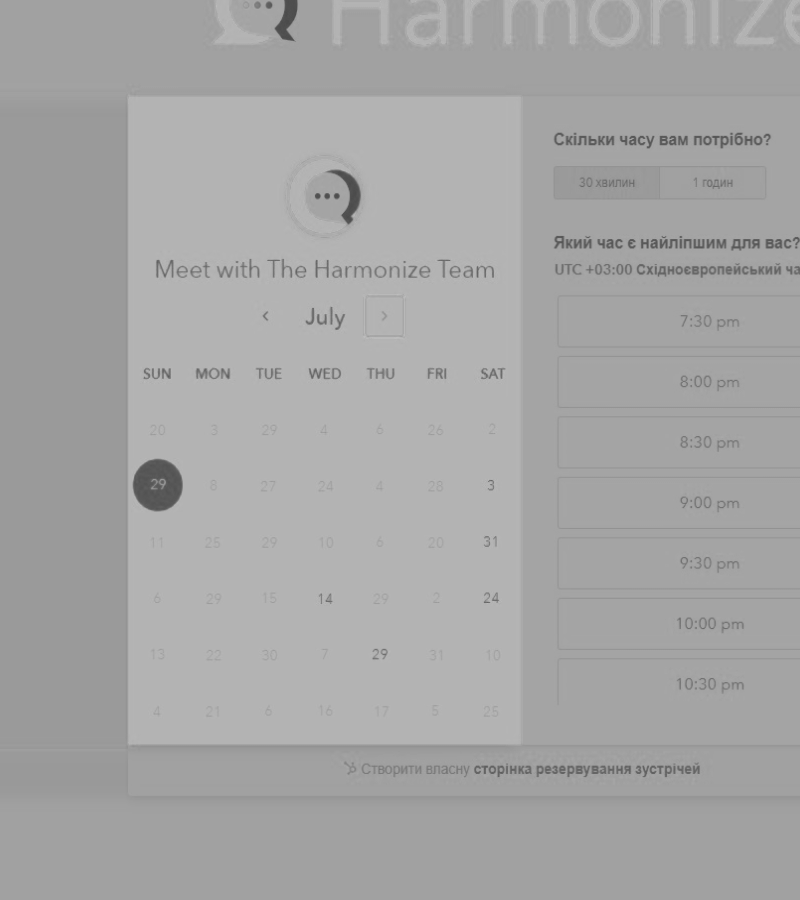 Harmonize
Meet with The Harmonize Team
July
SUN MON TUE WED THU FRI SAT
20 3 29 4 6 26 2
29 8 27 24 4 28 3
11 25 29 10 6 20 31
6 29 15 14 29 2 24
13 22 30 7 29 31 10
4 21 6 16 17 5 25
Скільки часу вам потрібно?
30 хвилин 1 годин
Який час є найліпшим для вас?
UTC +03:00 Східноєвропейський ча
7:30 pm
8:00 pm
8:30 pm
9:00 pm
9:30 pm
10:00 pm
10:30 pm
Створити власну сторінка резервування зустрічей